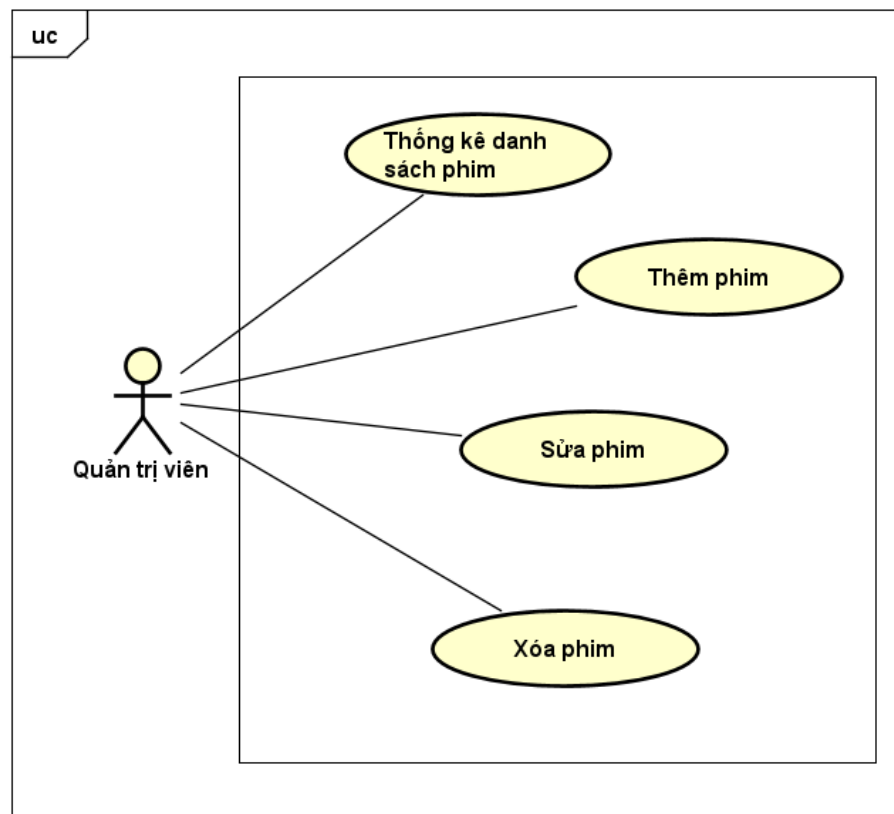 uc
Thống kê danh
sách phim
Thêm phim
Sửa phim
Quản trị viên
Xóa phim